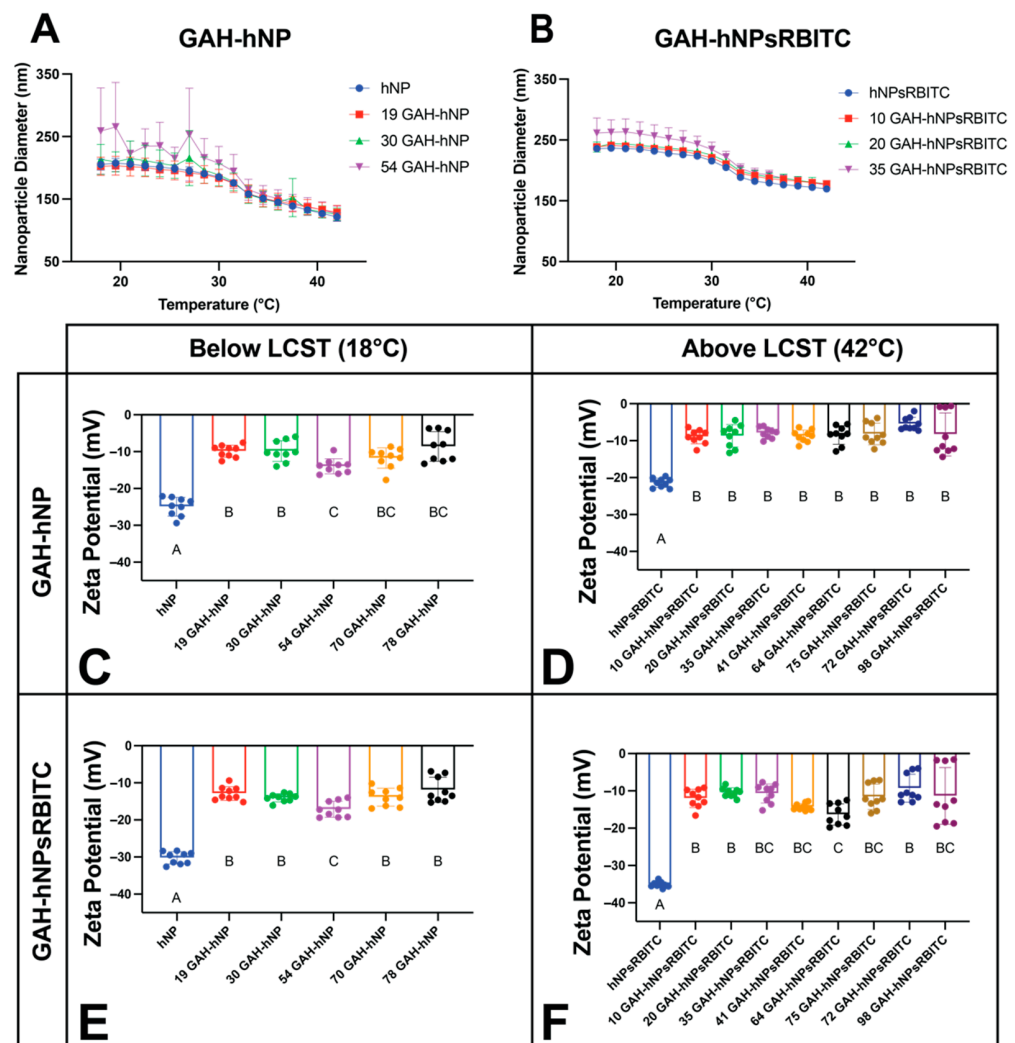 A
GAH-hNP
Nanoparticle Diameter (nm)
350
250
150
50
20
30
40
Temperature (°C)
hNP
19 GAH-hNP
30 GAH-hNP
54 GAH-hNP
B
GAH-hNPsRBITC
Nanoparticle Diameter (nm)
350
250
150
50
20
30
40
Temperature (°C)
hNPsRBITC
10 GAH-hNPsRBITC
20 GAH-hNPsRBITC
35 GAH-hNPsRBITC
Below LCST (18°C)
Above LCST (42°C)
GAH-hNP
Zeta Potential (mV)
0
−10
−20
−30
−40
A
B
B
C
BC
BC
hNP
19 GAH-hNP
30 GAH-hNP
54 GAH-hNP
70 GAH-hNP
78 GAH-hNP
C
Zeta Potential (mV)
0
−10
−20
−30
−40
A
B
B
B
B
B
B
B
B
hNPsRBITC
10 GAH-hNPsRBITC
20 GAH-hNPsRBITC
35 GAH-hNPsRBITC
41 GAH-hNPsRBITC
64 GAH-hNPsRBITC
75 GAH-hNPsRBITC
72 GAH-hNPsRBITC
98 GAH-hNPsRBITC
D
GAH-hNPsRBITC
Zeta Potential (mV)
0
−10
−20
−30
−40
A
B
B
C
B
B
hNP
19 GAH-hNP
30 GAH-hNP
54 GAH-hNP
70 GAH-hNP
78 GAH-hNP
E
Zeta Potential (mV)
0
−10
−20
−30
−40
A
B
B
BC
BC
C
BC
B
BC
hNPsRBITC
10 GAH-hNPsRBITC
20 GAH-hNPsRBITC
35 GAH-hNPsRBITC
41 GAH-hNPsRBITC
64 GAH-hNPsRBITC
75 GAH-hNPsRBITC
72 GAH-hNPsRBITC
98 GAH-hNPsRBITC
F